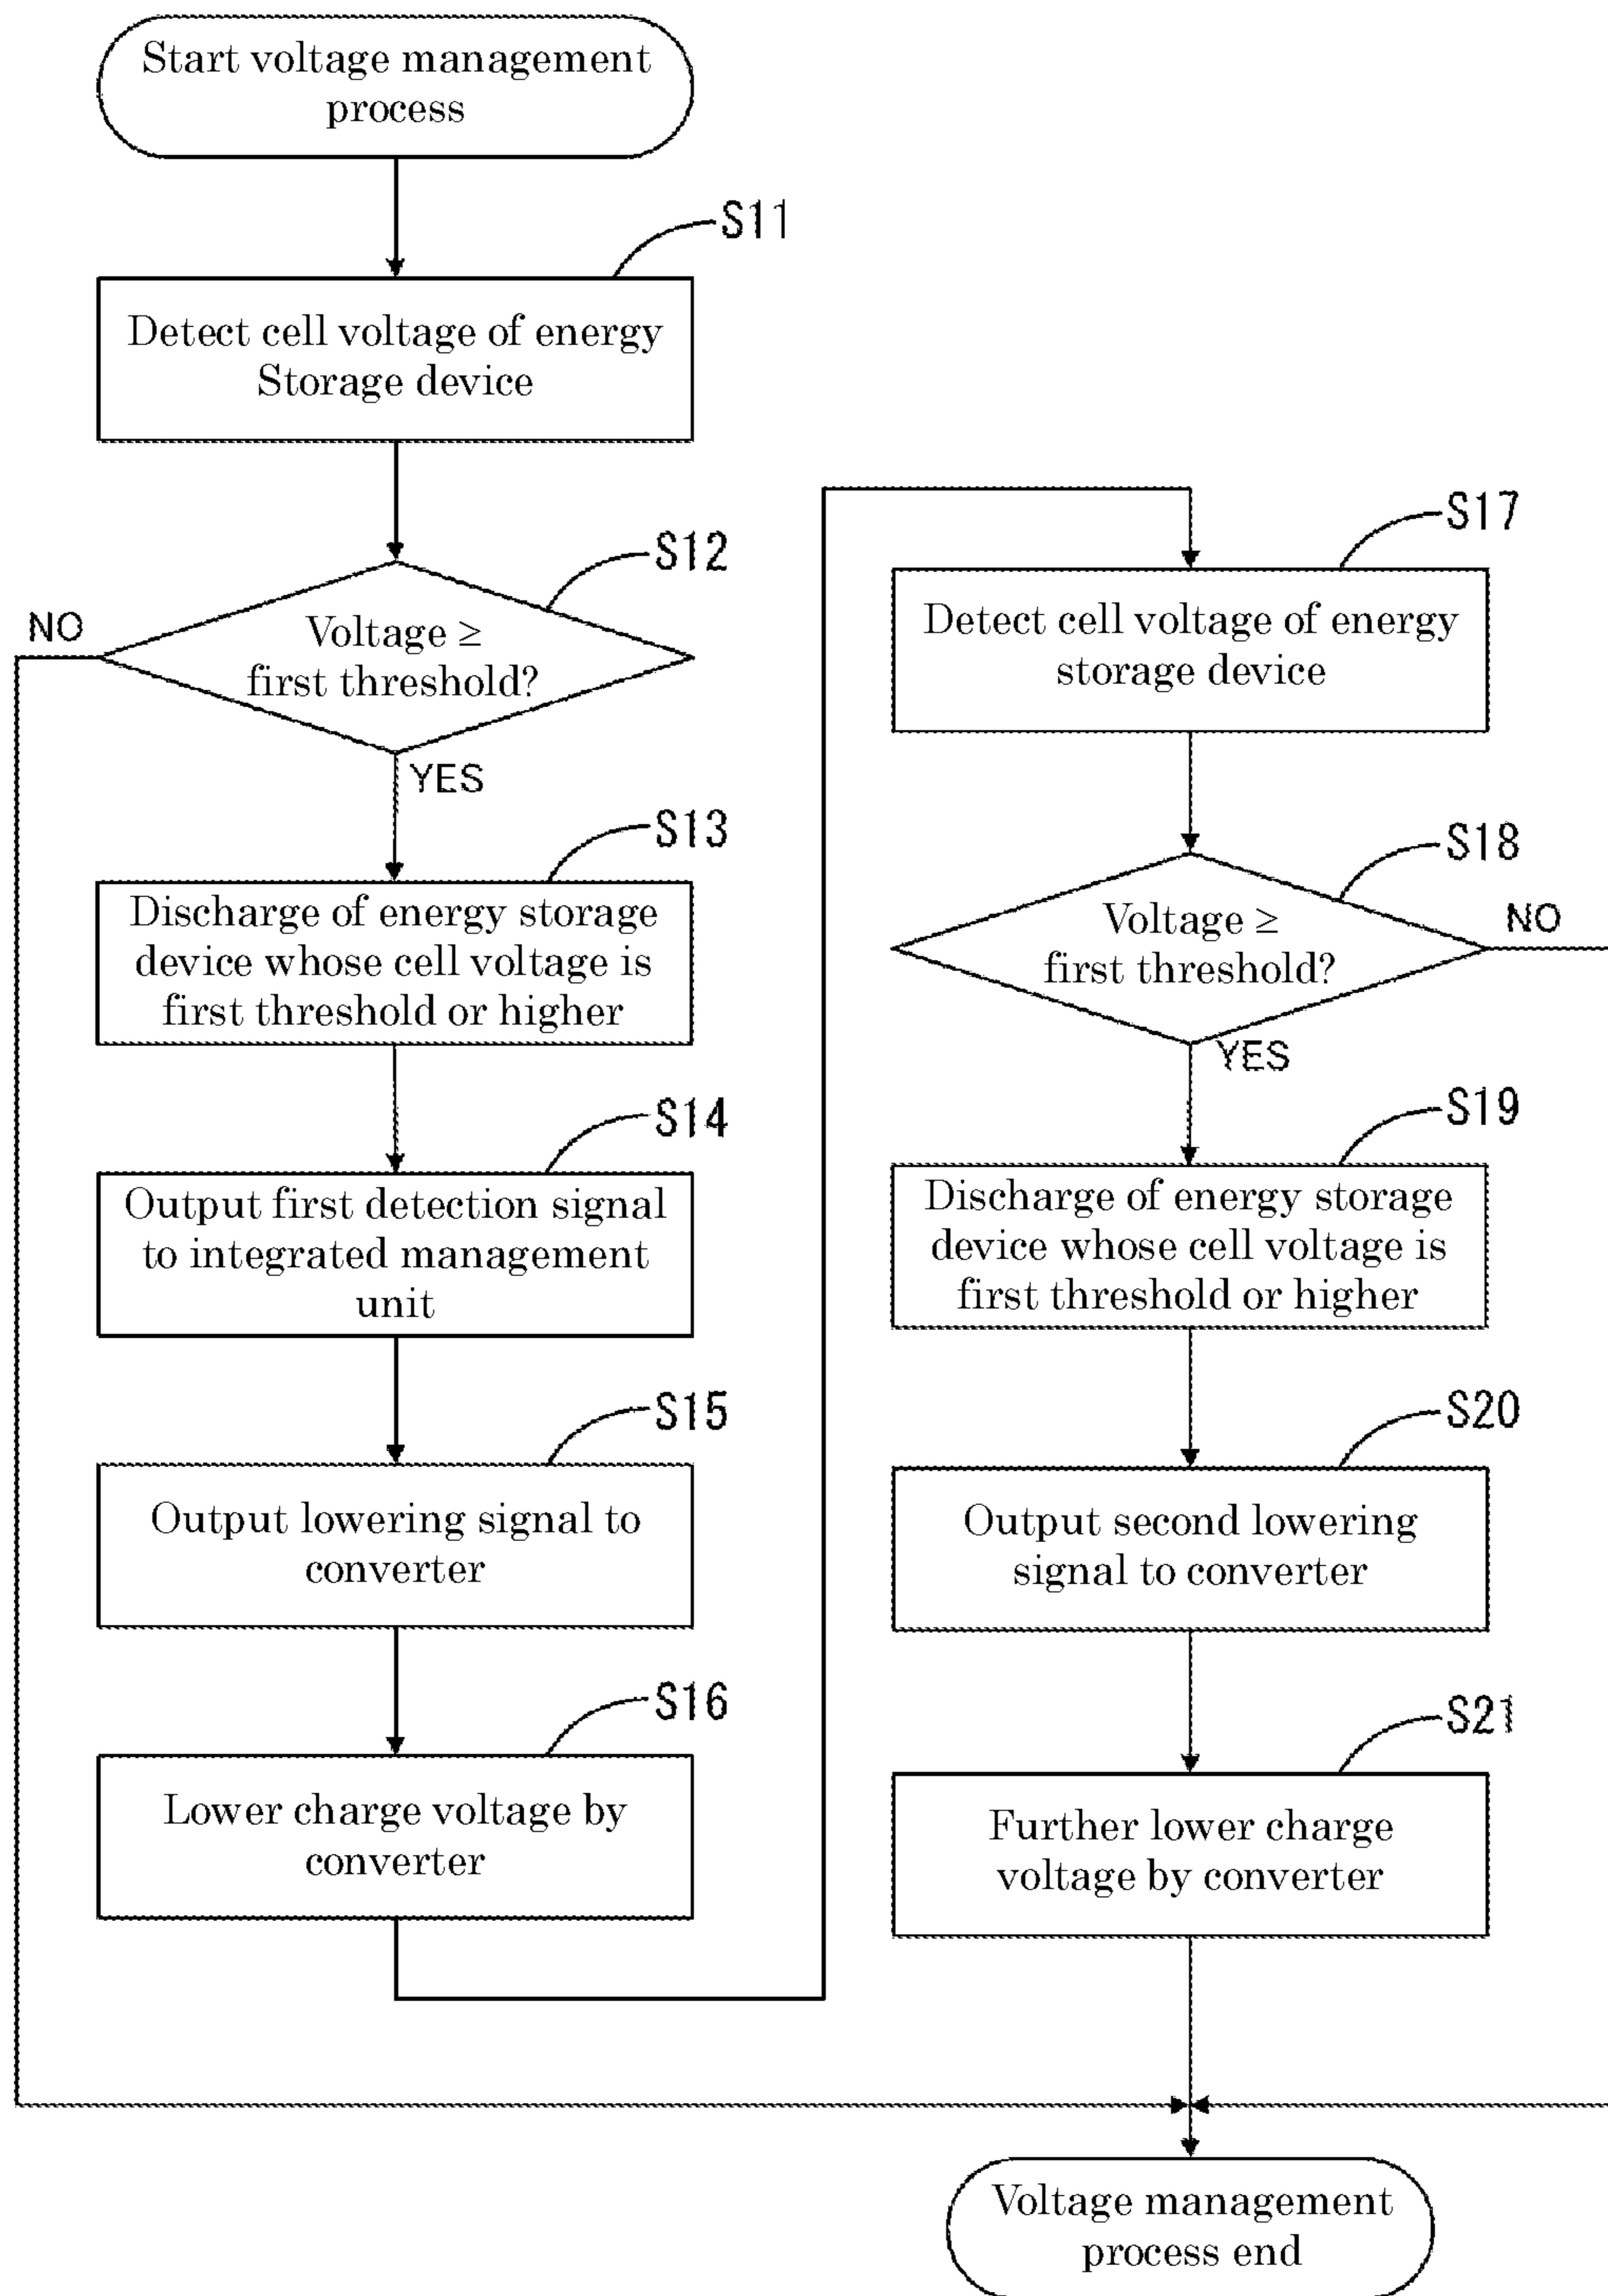 Start voltage management
process
S11
Detect cell voltage of energy
Storage device
S12
NO
Voltage ≥
first threshold?
YES
S13
Discharge of energy storage
device whose cell voltage is
first threshold or higher
S14
Output first detection signal
to integrated management
unit
S15
Output lowering signal to
converter
S16
Lower charge voltage by
converter
S17
Detect cell voltage of energy
storage device
S18
Voltage ≥
first threshold?
NO
YES
S19
Discharge of energy storage
device whose cell voltage is
first threshold or higher
S20
Output second lowering
signal to converter
S21
Further lower charge
voltage by converter
Voltage management
process end